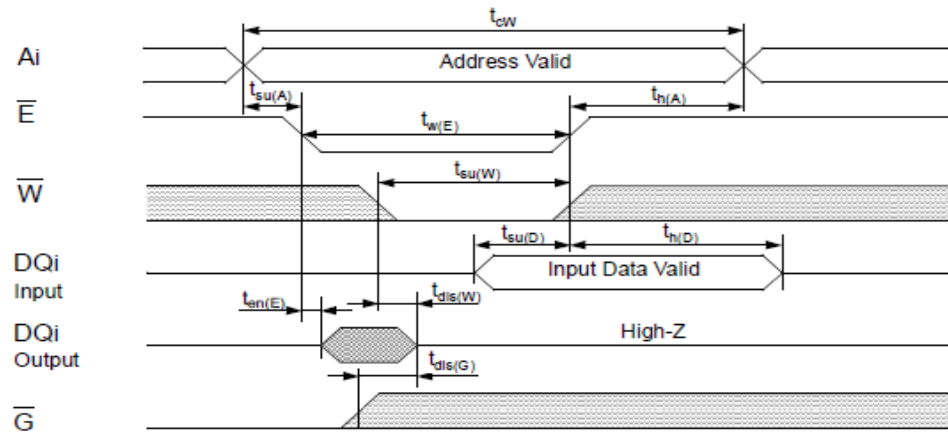 tcW
Ai
Address Valid
tsu(A)
th(A)
E
tw(E)
tsu(W)
W
tsu(D)
th(D)
DQi
Input
Input Data Valid
ten(E)
tdis(W)
DQi
Output
High-Z
tdis(G)
G